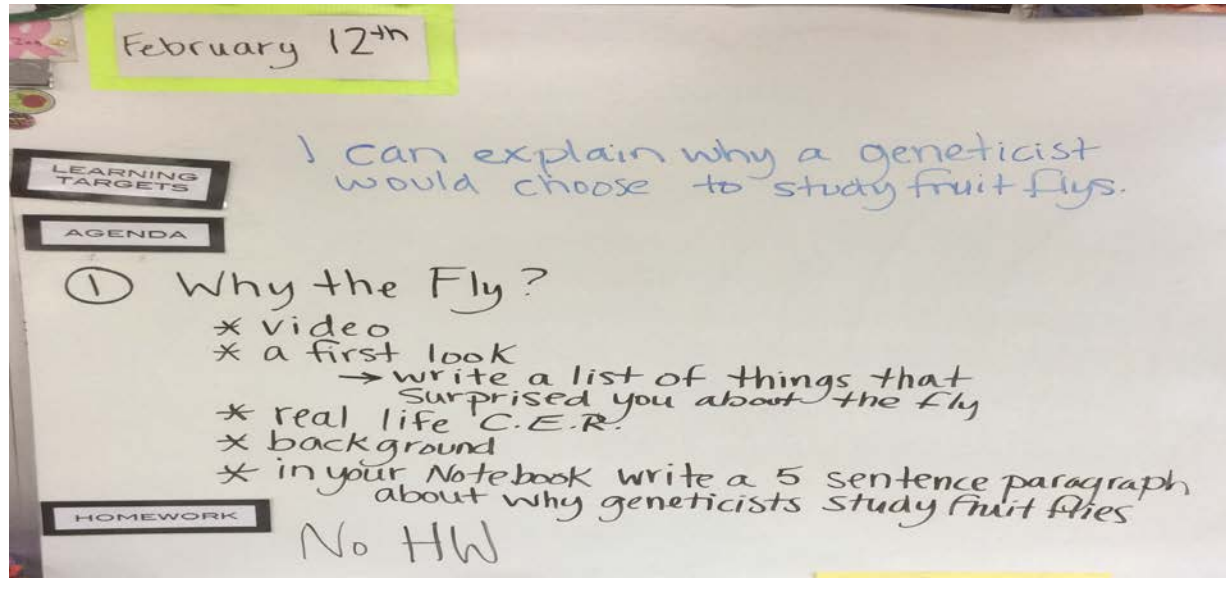 February 12th
LEARNING
TARGETS
I can explain why a geneticist
would choose to study fruit flys.
AGENDA
① Why the Fly?
* video
* a first look
→ write a list of things that
surprised you about the fly
* real life C.E.R.
* background
* in your Notebook write a 5 sentence paragraph
about why geneticists study fruit flies
HOMEWORK
No HW